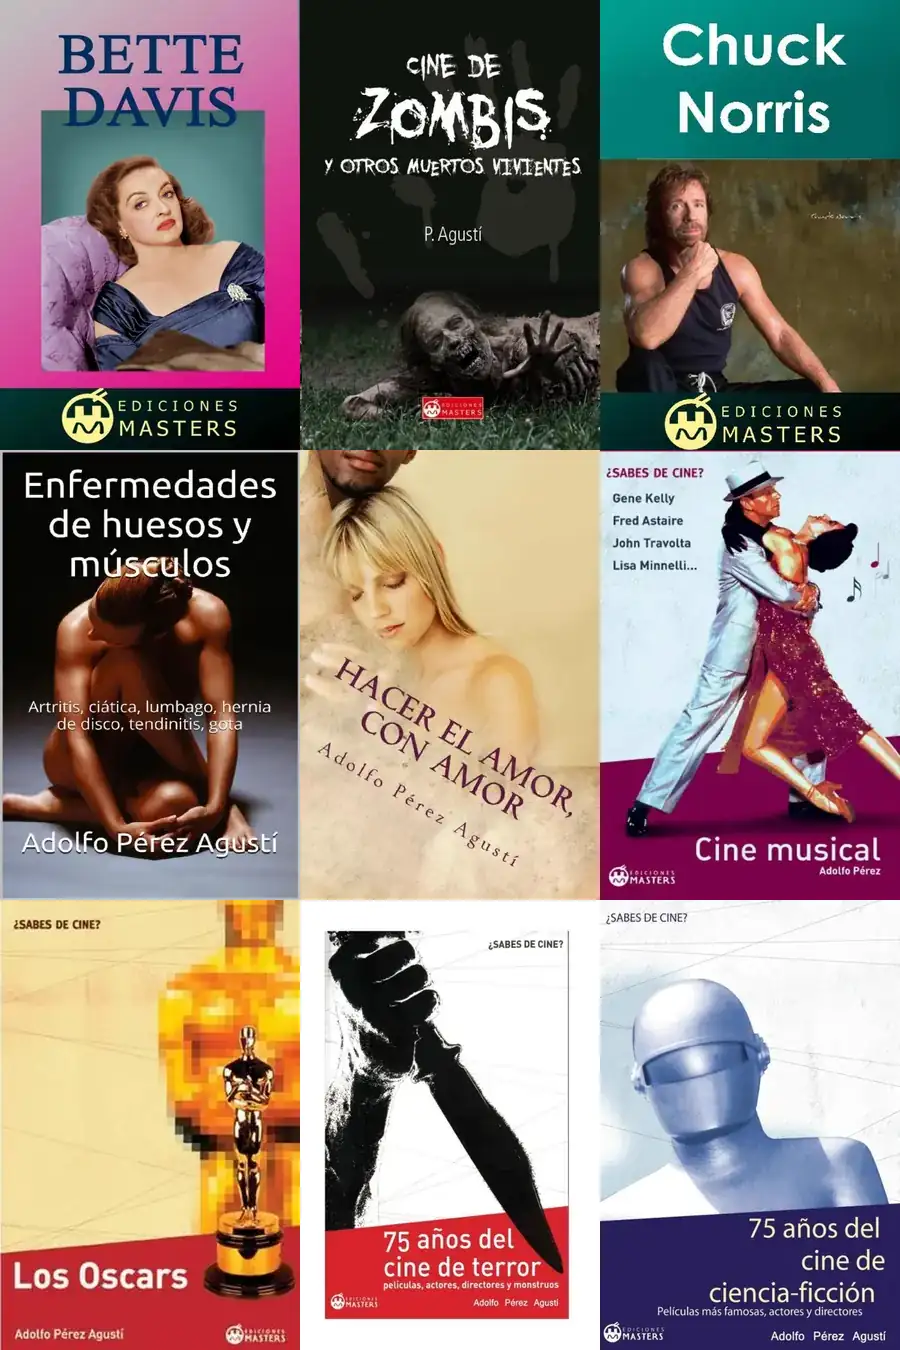 BETTE
DAVIS
EDICIONES
MASTERS
CINE DE
ZOMBIS
Y OTROS MUERTOS VIVIENTES
P. Agustí
EDICIONES
MASTERS
Chuck
Norris
EDICIONES
MASTERS
Enfermedades
de huesos y
músculos
Artritis, ciática, lumbago, hernia
de disco, tendinitis, gota
Adolfo Pérez Agustí
HACER EL AMOR,
CON AMOR
Adolfo Pérez Agustí
¿SABES DE CINE?
Gene Kelly
Fred Astaire
John Travolta
Lisa Minnelli...
Cine musical
Adolfo Pérez
EDICIONES
MASTERS
¿SABES DE CINE?
Los Oscars
Adolfo Pérez Agustí
EDICIONES
MASTERS
¿SABES DE CINE?
75 años del
cine de terror
películas, actores, directores y monstruos
EDICIONES
MASTERS
Adolfo Pérez Agustí
¿SABES DE CINE?
75 años del
cine de
ciencia-ficción
Películas más famosas, actores y directores
EDICIONES
MASTERS
Adolfo Pérez Agustí